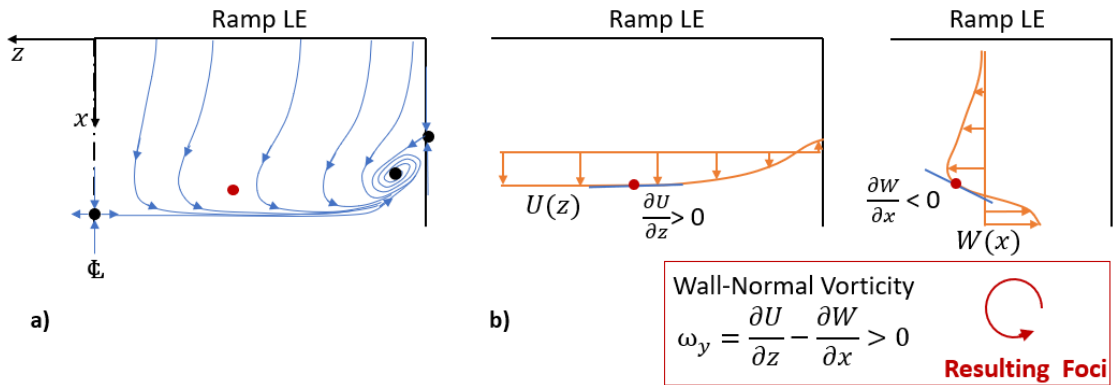 Ramp LE
z
x
℄
a)
Ramp LE
U(z)
∂U/∂z > 0
b)
Ramp LE
∂W/∂x < 0
W(x)
Wall-Normal Vorticity
ω_y = ∂U/∂z − ∂W/∂x > 0
Resulting Foci